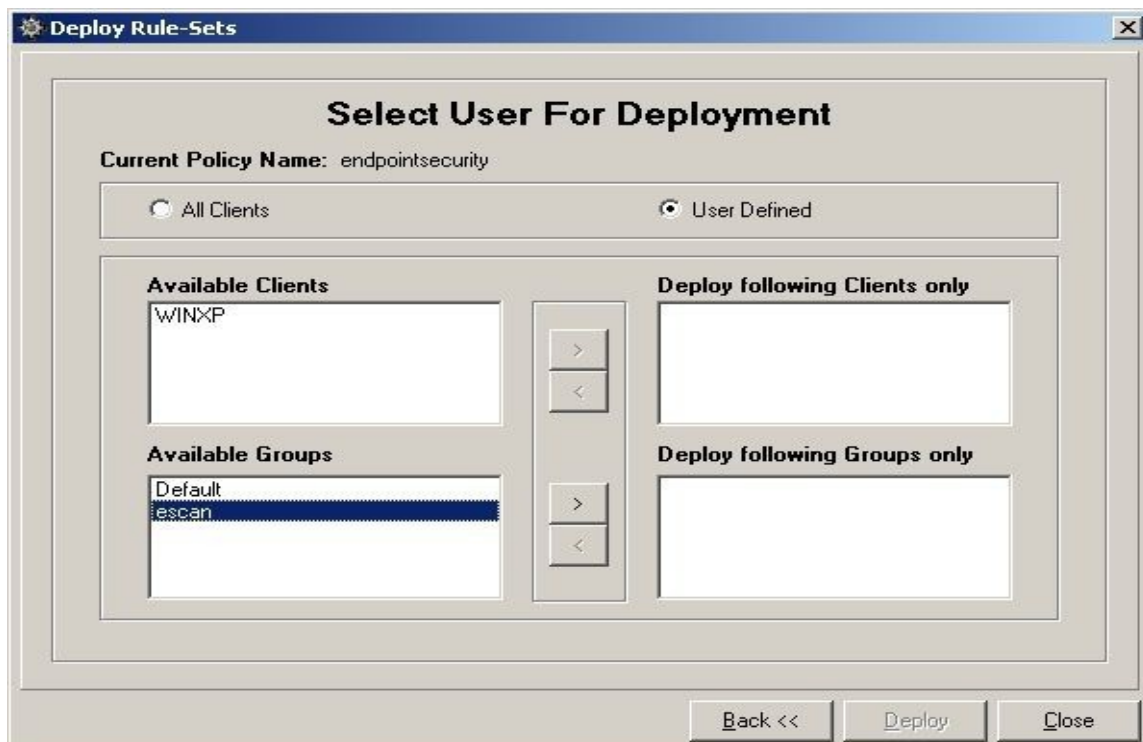 Deploy Rule-Sets
Select User For Deployment
Current Policy Name: endpointsecurity
All Clients
User Defined
Available Clients
Deploy following Clients only
WINXP
>
<
Available Groups
Deploy following Groups only
Default
escan
>
<
Back <<
Deploy
Close